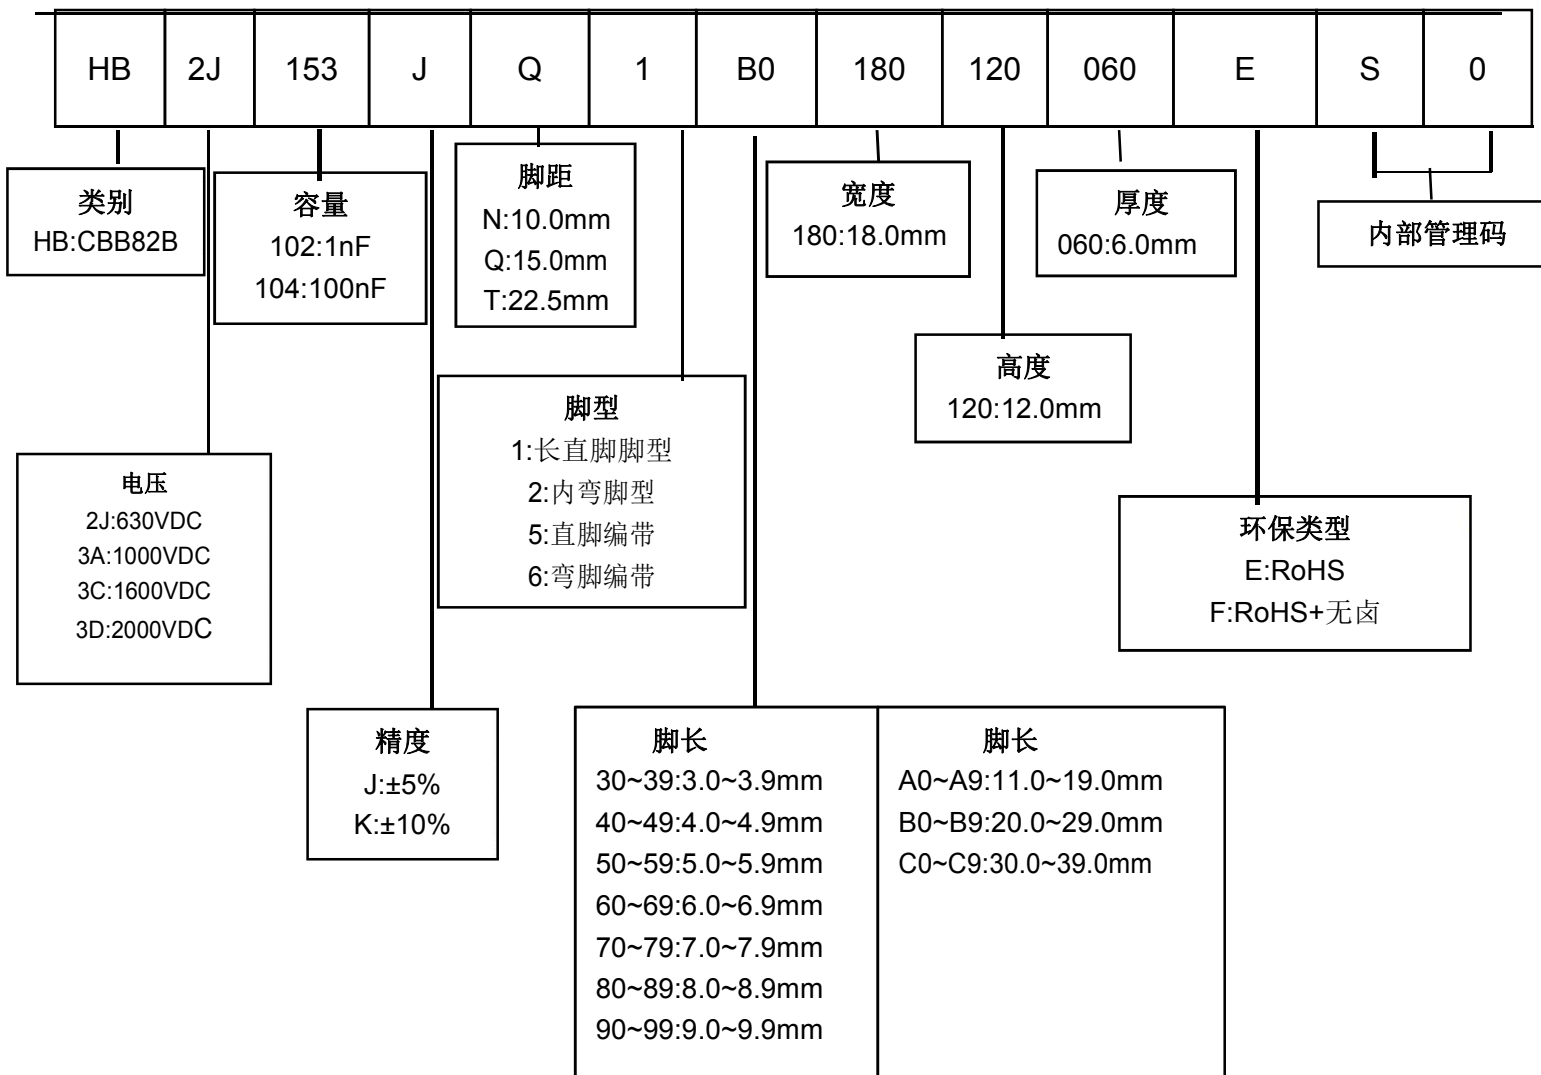 HB 2J 153 J Q 1 B0 180 120 060 E S 0
类别
HB:CBB82B
容量
102:1nF
104:100nF
脚距
N:10.0mm
Q:15.0mm
T:22.5mm
宽度
180:18.0mm
厚度
060:6.0mm
内部管理码
高度
120:12.0mm
脚型
1:长直脚脚型
2:内弯脚型
5:直脚编带
6:弯脚编带
电压
2J:630VDC
3A:1000VDC
3C:1600VDC
3D:2000VDC
环保类型
E:RoHS
F:RoHS+无卤
精度
J:±5%
K:±10%
脚长
30~39:3.0~3.9mm
40~49:4.0~4.9mm
50~59:5.0~5.9mm
60~69:6.0~6.9mm
70~79:7.0~7.9mm
80~89:8.0~8.9mm
90~99:9.0~9.9mm
脚长
A0~A9:11.0~19.0mm
B0~B9:20.0~29.0mm
C0~C9:30.0~39.0mm